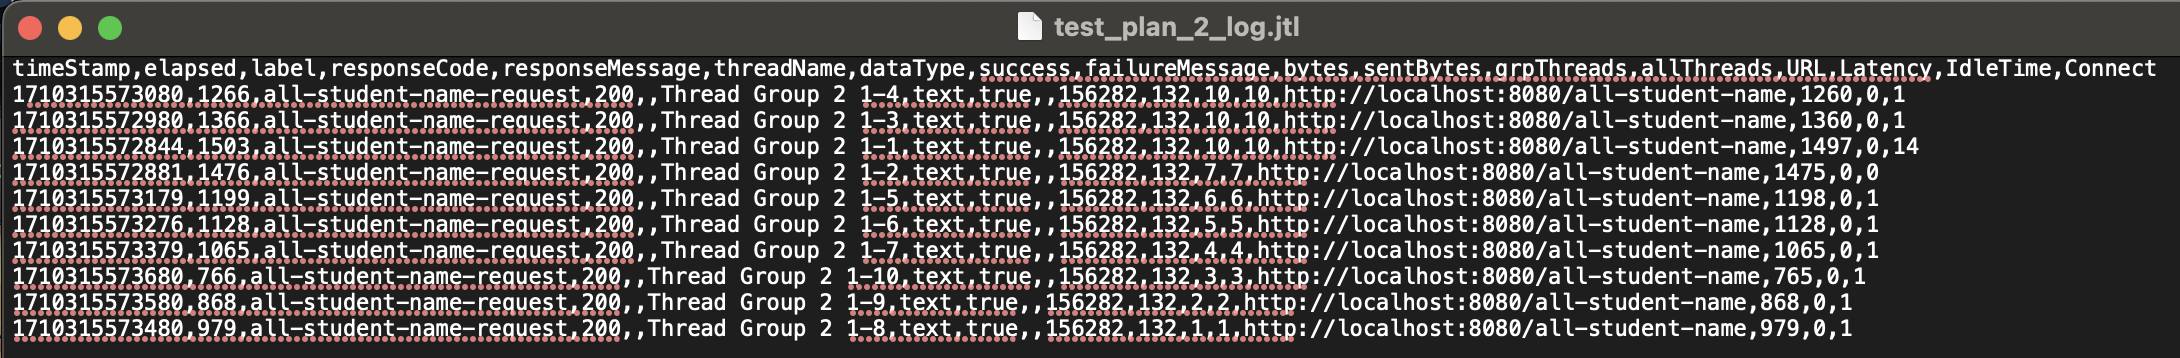 test_plan_2_log.jtl
timeStamp,elapsed,label,responseCode,responseMessage,threadName,dataType,success,failureMessage,bytes,sentBytes,grpThreads,allThreads,URL,Latency,IdleTime,Connect
1710315573080,1266,all-student-name-request,200,,Thread Group 2 1-4,text,true,,156282,132,10,10,http://localhost:8080/all-student-name,1260,0,1
1710315572980,1366,all-student-name-request,200,,Thread Group 2 1-3,text,true,,156282,132,10,10,http://localhost:8080/all-student-name,1360,0,1
1710315572844,1503,all-student-name-request,200,,Thread Group 2 1-1,text,true,,156282,132,10,10,http://localhost:8080/all-student-name,1497,0,14
1710315572881,1476,all-student-name-request,200,,Thread Group 2 1-2,text,true,,156282,132,7,7,http://localhost:8080/all-student-name,1475,0,0
1710315573179,1199,all-student-name-request,200,,Thread Group 2 1-5,text,true,,156282,132,6,6,http://localhost:8080/all-student-name,1198,0,1
1710315573276,1128,all-student-name-request,200,,Thread Group 2 1-6,text,true,,156282,132,5,5,http://localhost:8080/all-student-name,1128,0,1
1710315573379,1065,all-student-name-request,200,,Thread Group 2 1-7,text,true,,156282,132,4,4,http://localhost:8080/all-student-name,1065,0,1
1710315573680,766,all-student-name-request,200,,Thread Group 2 1-10,text,true,,156282,132,3,3,http://localhost:8080/all-student-name,765,0,1
1710315573580,868,all-student-name-request,200,,Thread Group 2 1-9,text,true,,156282,132,2,2,http://localhost:8080/all-student-name,868,0,1
1710315573480,979,all-student-name-request,200,,Thread Group 2 1-8,text,true,,156282,132,1,1,http://localhost:8080/all-student-name,979,0,1